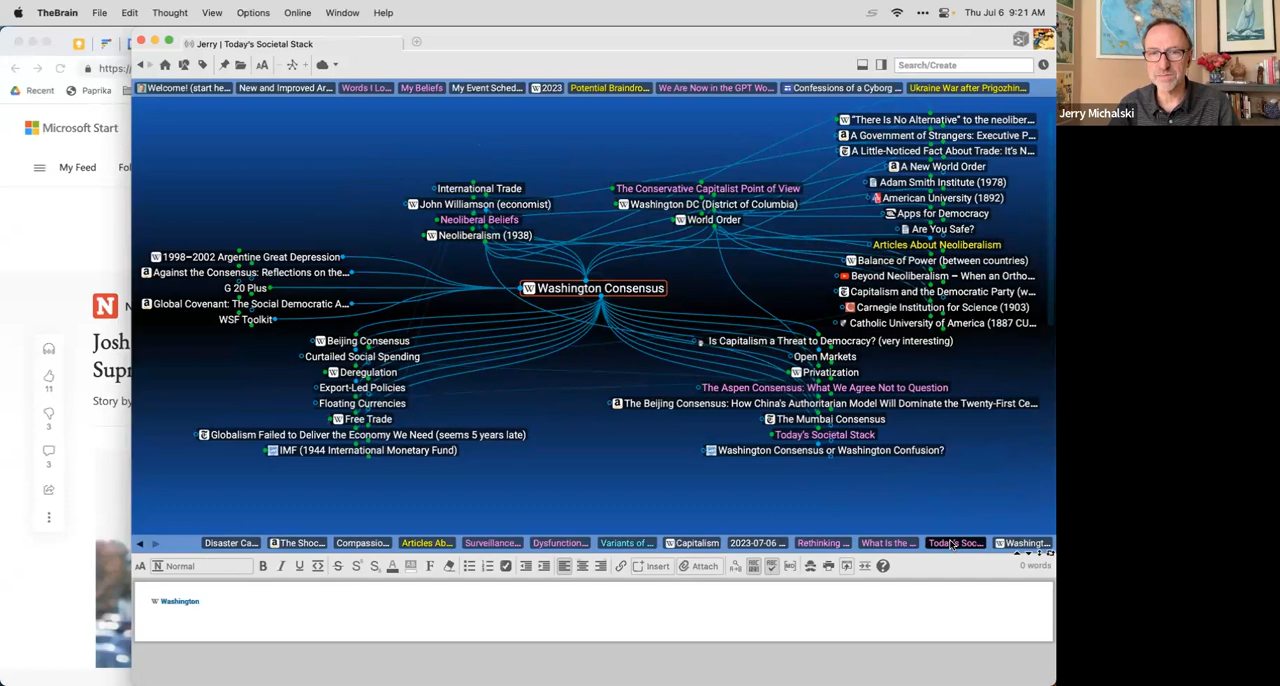 TheBrain File Edit Thought View Options Online Window Help
Thu Jul 6 9:21 AM
Jerry | Today's Societal Stack
https:/
Search/Create
Recent Paprika
Welcome! (start he... New and Improved Ar... Words I Lo... My Beliefs My Event Sched... 2023 Potential Braindro... We Are Now in the GPT Wo... Confessions of a Cyborg ... Ukraine War after Prigozhin...
Jerry Michalski
Microsoft Start
My Feed Fol
"There Is No Alternative" to the neoliber...
A Government of Strangers: Executive P...
A Little-Noticed Fact About Trade: It's N...
A New World Order
Adam Smith Institute (1978)
American University (1892)
Apps for Democracy
Are You Safe?
Articles About Neoliberalism
Balance of Power (between countries)
Beyond Neoliberalism – When an Ortho...
Capitalism and the Democratic Party (w...
Carnegie Institution for Science (1903)
Catholic University of America (1887 CU...
International Trade
John Williamson (economist)
Neoliberal Beliefs
Neoliberalism (1938)
The Conservative Capitalist Point of View
Washington DC (District of Columbia)
World Order
1998–2002 Argentine Great Depression
Against the Consensus: Reflections on the...
G 20 Plus
Global Covenant: The Social Democratic A...
WSF Toolkit
Washington Consensus
Beijing Consensus
Curtailed Social Spending
Deregulation
Export-Led Policies
Floating Currencies
Free Trade
Globalism Failed to Deliver the Economy We Need (seems 5 years late)
IMF (1944 International Monetary Fund)
Is Capitalism a Threat to Democracy? (very interesting)
Open Markets
Privatization
The Aspen Consensus: What We Agree Not to Question
The Beijing Consensus: How China's Authoritarian Model Will Dominate the Twenty-First Ce...
The Mumbai Consensus
Today's Societal Stack
Washington Consensus or Washington Confusion?
N
Josh
Supr
Story by
11
3
3
Disaster Ca... The Shoc... Compassio... Articles Ab... Surveillance... Dysfunction... Variants of ... Capitalism 2023-07-06 ... Rethinking ... What Is the ... Today's Soc... Washingt...
0 words
Normal
Insert Attach
Washington